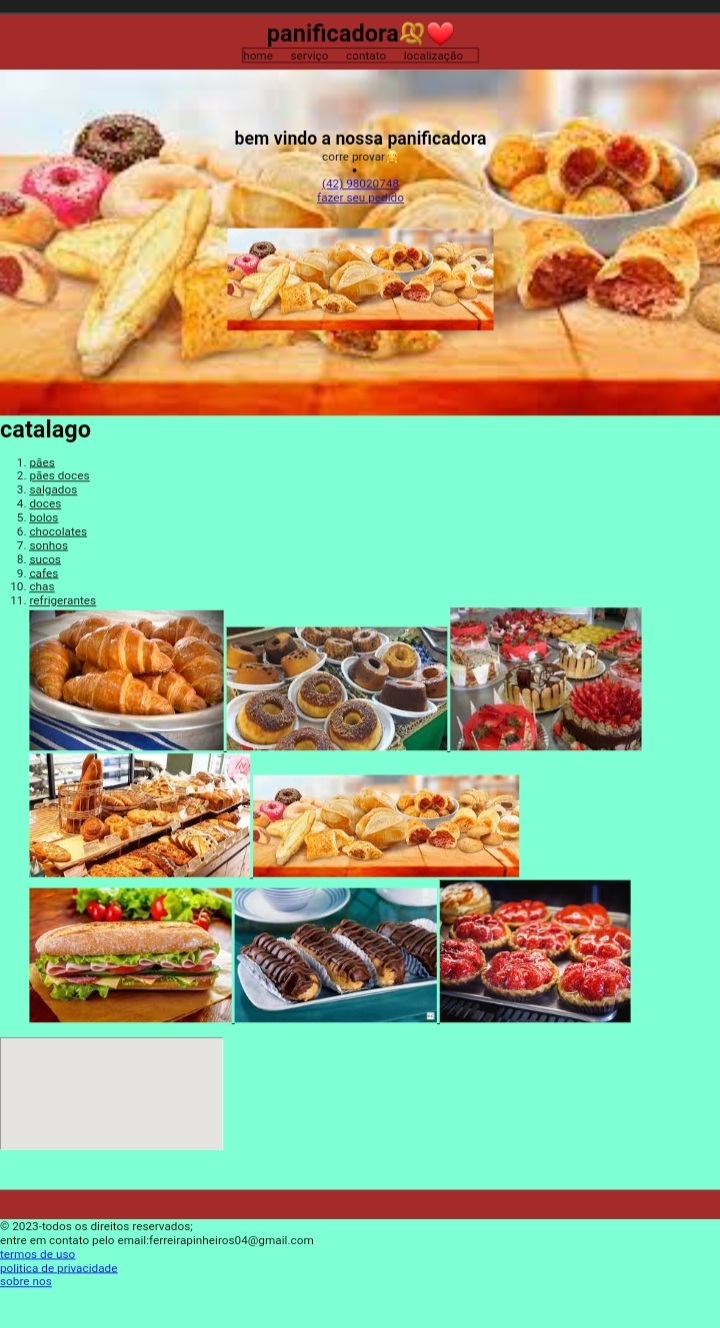 panificadora🥨❤️
home serviço contato localização
bem vindo a nossa panificadora
corre provar🥰
(42) 98020748
fazer seu pedido
catalago
1. pães
2. pães doces
3. salgados
4. doces
5. bolos
6. chocolates
7. sonhos
8. sucos
9. cafes
10. chas
11. refrigerantes
© 2023-todos os direitos reservados;
entre em contato pelo email:ferreirapinheiros04@gmail.com
termos de uso
politica de privacidade
sobre nos